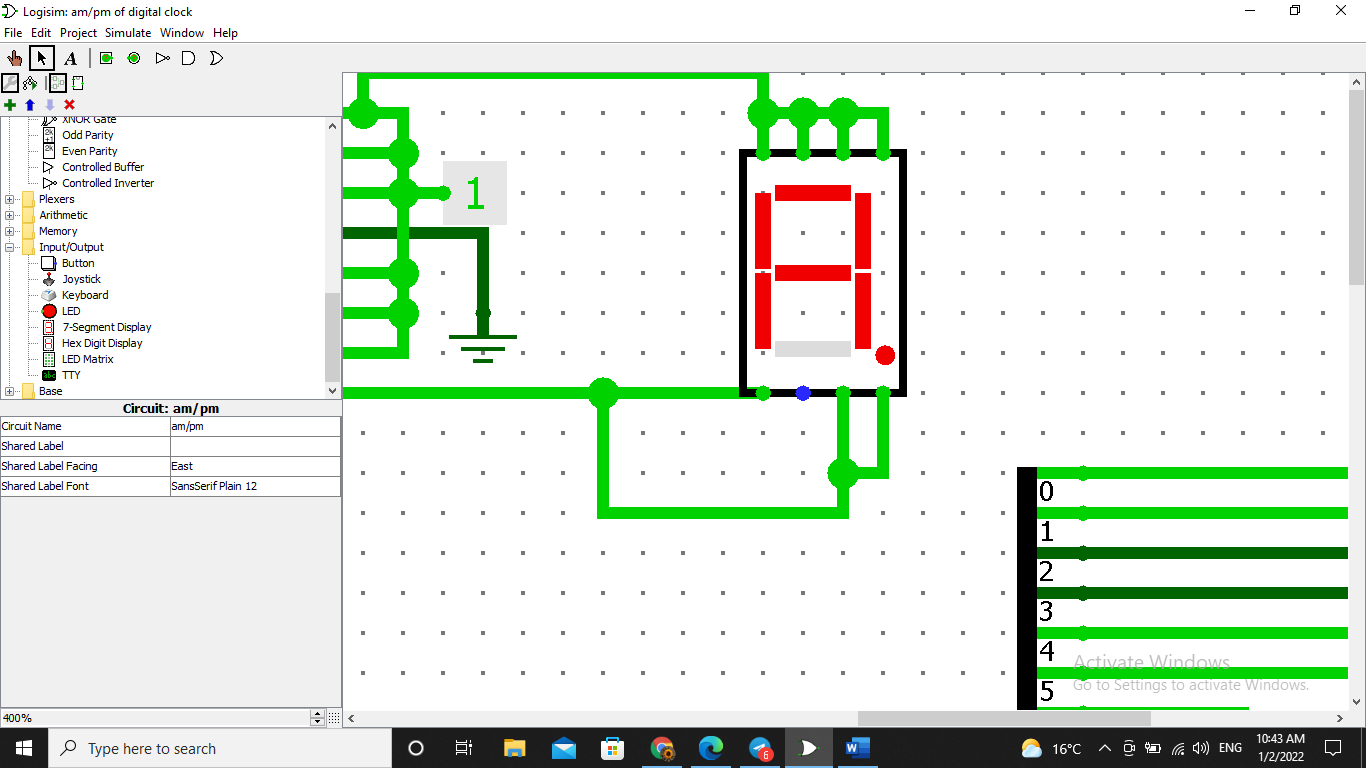 Logisim: am/pm of digital clock
File Edit Project Simulate Window Help
A
XNOR Gate
Odd Parity
Even Parity
Controlled Buffer
Controlled Inverter
Plexers
Arithmetic
Memory
Input/Output
Button
Joystick
Keyboard
LED
7-Segment Display
Hex Digit Display
LED Matrix
TTY
Base
Circuit: am/pm
Circuit Name am/pm
Shared Label
Shared Label Facing East
Shared Label Font SansSerif Plain 12
400%
1
0
1
2
3
4
5
Activate Windows
Go to Settings to activate Windows.
Type here to search
6
16°C
ENG
10:43 AM
1/2/2022